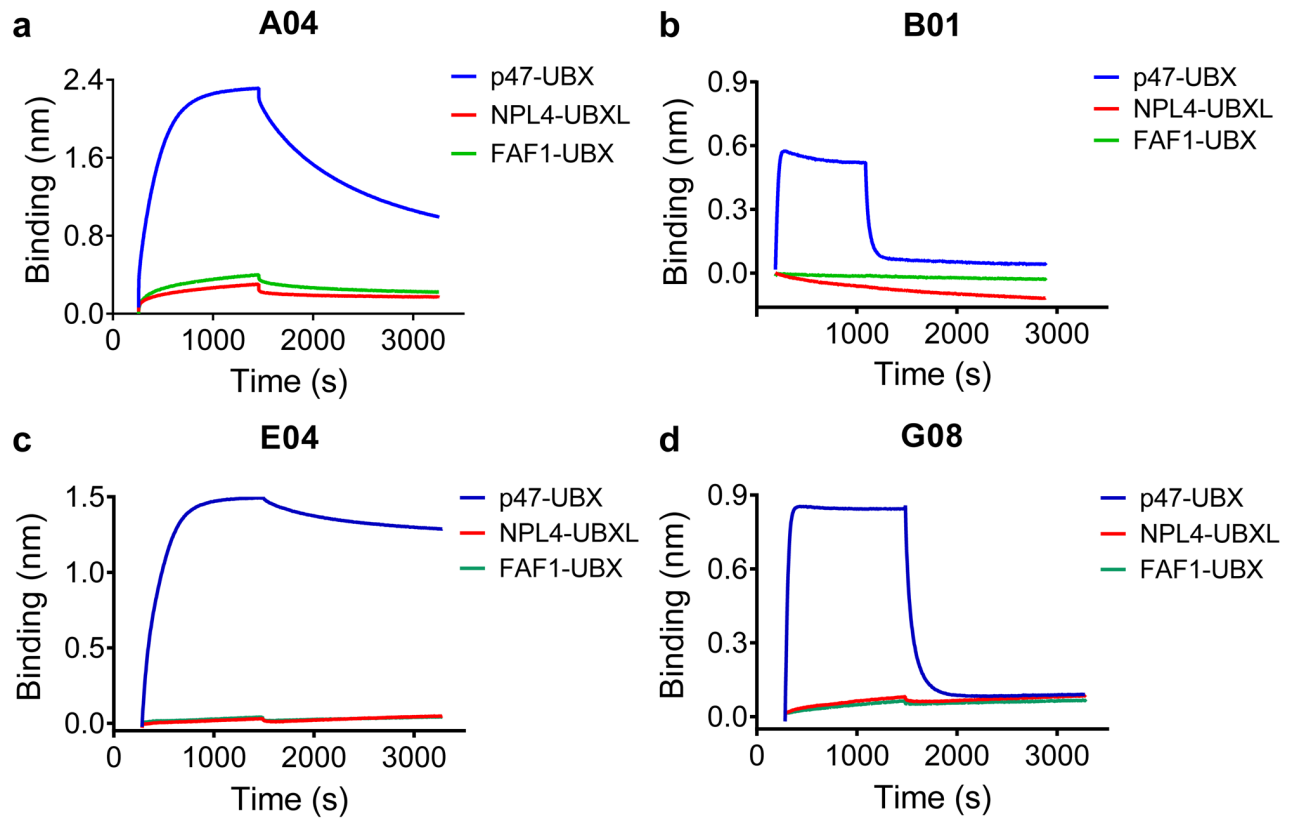 a
A04
Binding (nm)
2.4
1.6
0.8
0.0
0 1000 2000 3000
Time (s)
p47-UBX
NPL4-UBXL
FAF1-UBX
b
B01
Binding (nm)
0.9
0.6
0.3
0.0
1000 2000 3000
Time (s)
p47-UBX
NPL4-UBXL
FAF1-UBX
c
E04
Binding (nm)
1.5
1.0
0.5
0.0
0 1000 2000 3000
Time (s)
p47-UBX
NPL4-UBXL
FAF1-UBX
d
G08
Binding (nm)
0.9
0.6
0.3
0.0
0 1000 2000 3000
Time (s)
p47-UBX
NPL4-UBXL
FAF1-UBX